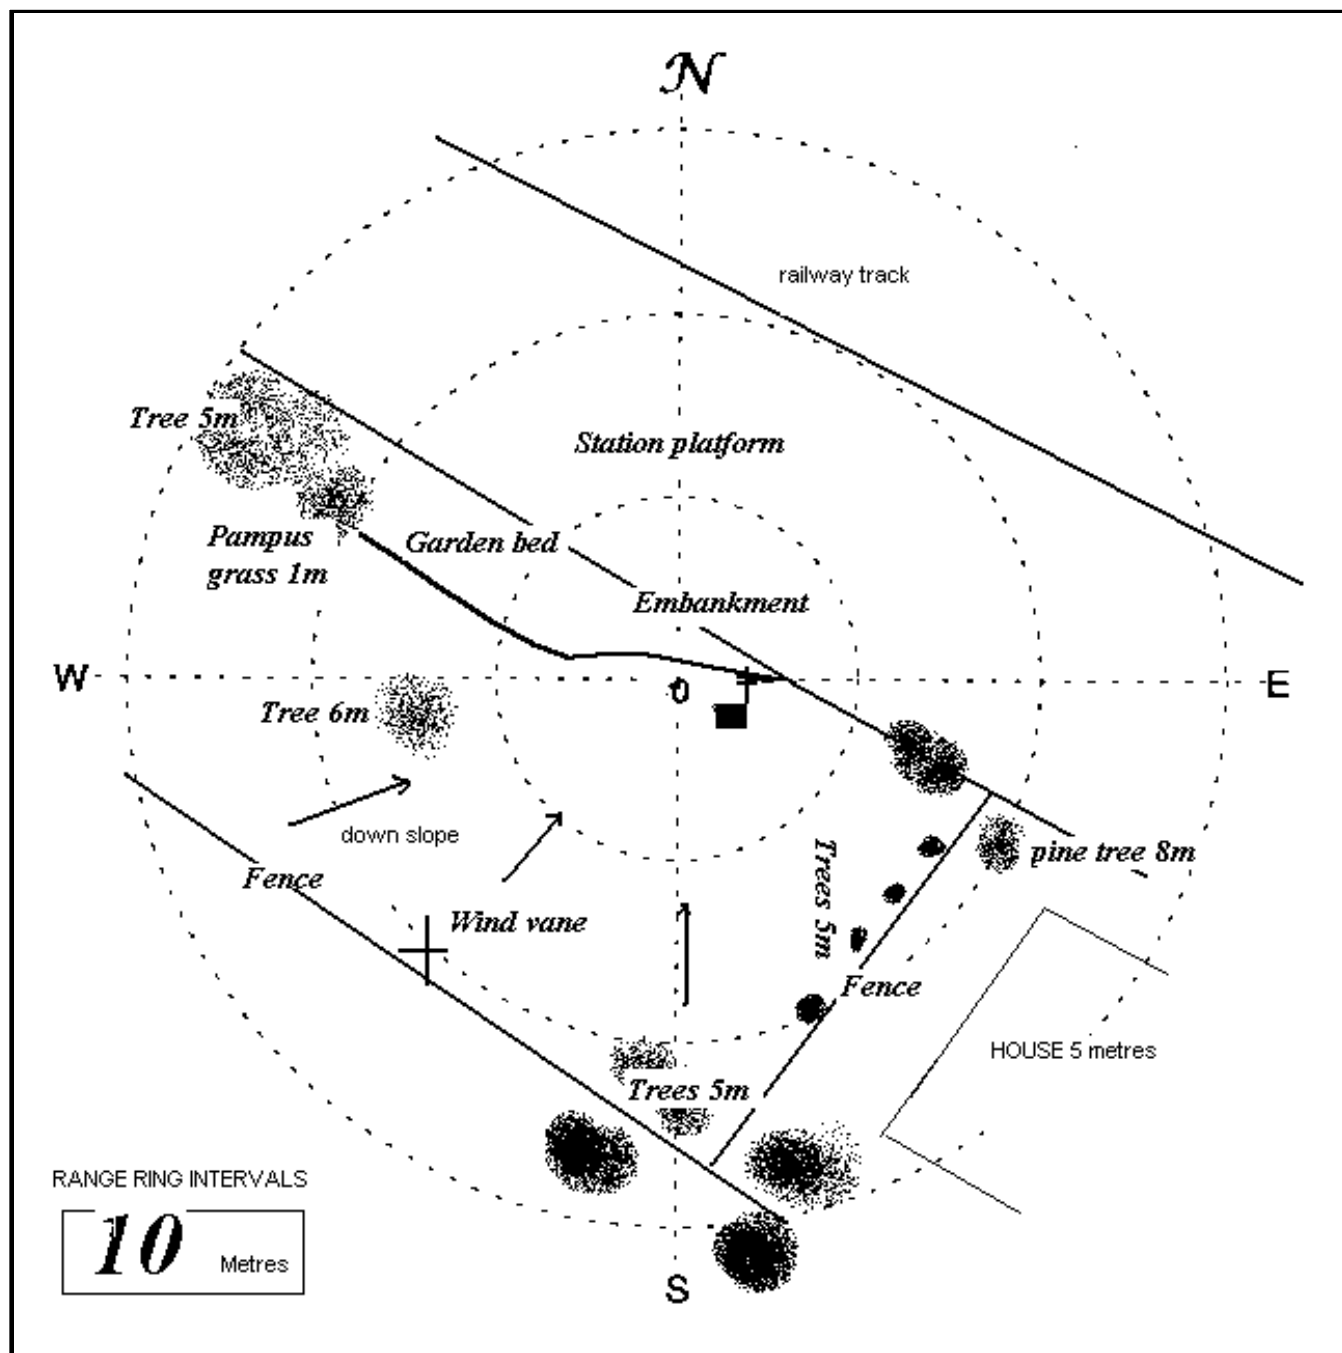 N
railway track
Tree 5m
Station platform
Pampus
grass 1m
Garden bed
Embankment
W
E
0
Tree 6m
down slope
Fence
Wind vane
Trees 5m
pine tree 8m
Fence
HOUSE 5 metres
Trees 5m
RANGE RING INTERVALS
10 Metres
S